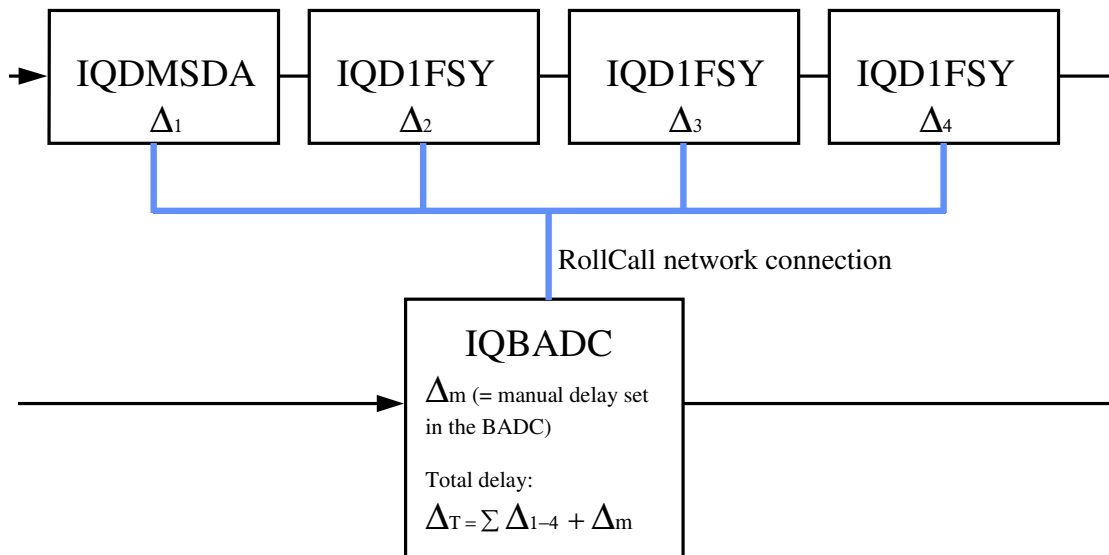 IQDMSDA
Δ1
IQD1FSY
Δ2
IQD1FSY
Δ3
IQD1FSY
Δ4
RollCall network connection
IQBADC
Δm (= manual delay set
in the BADC)
Total delay:
ΔT = ∑ Δ1–4 + Δm